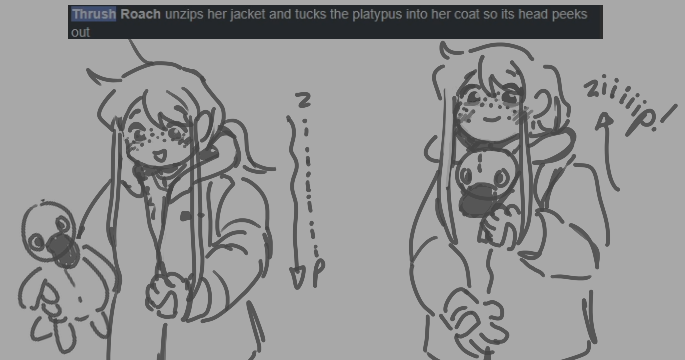 Thrush Roach unzips her jacket and tucks the platypus into her coat so its head peeks
out
ziiiiip!